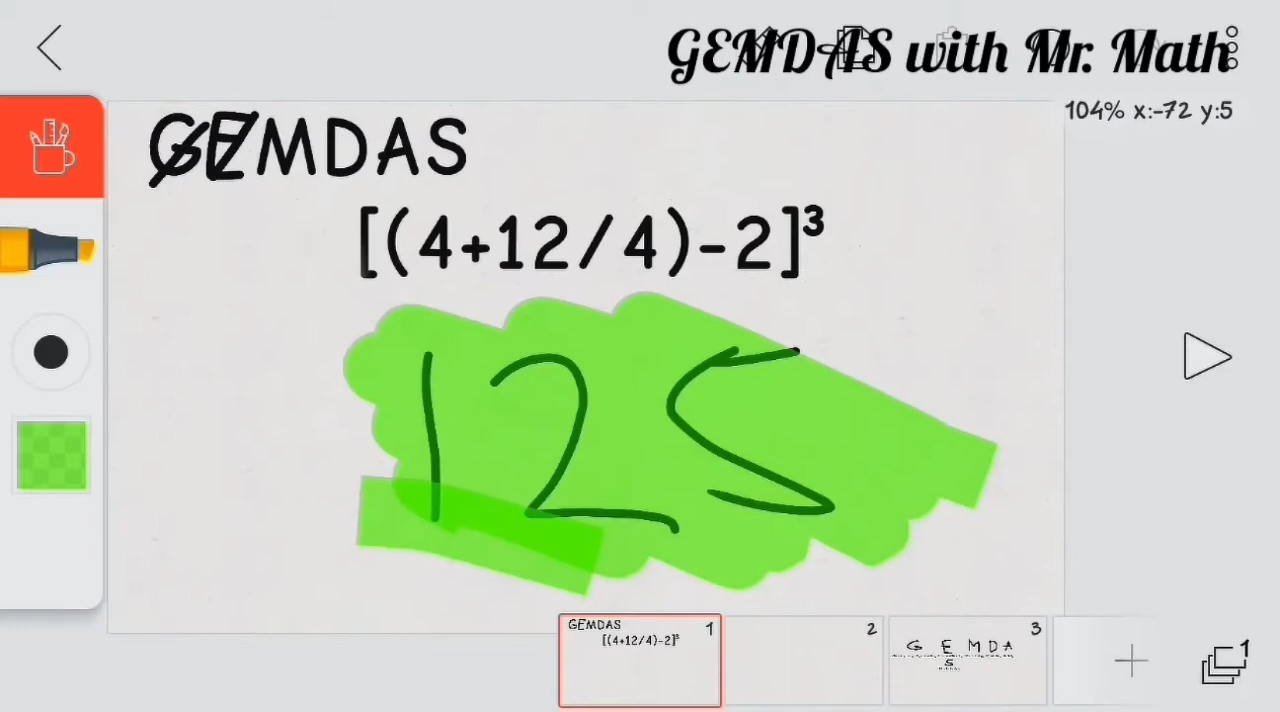 GEMDAS with Mr. Math
104% x:-72 y:5
GEMDAS
[(4+12/4)-2]³
125
GEMDAS 1
[(4+12/4)-2]³
2
3
G E M D A
S
1